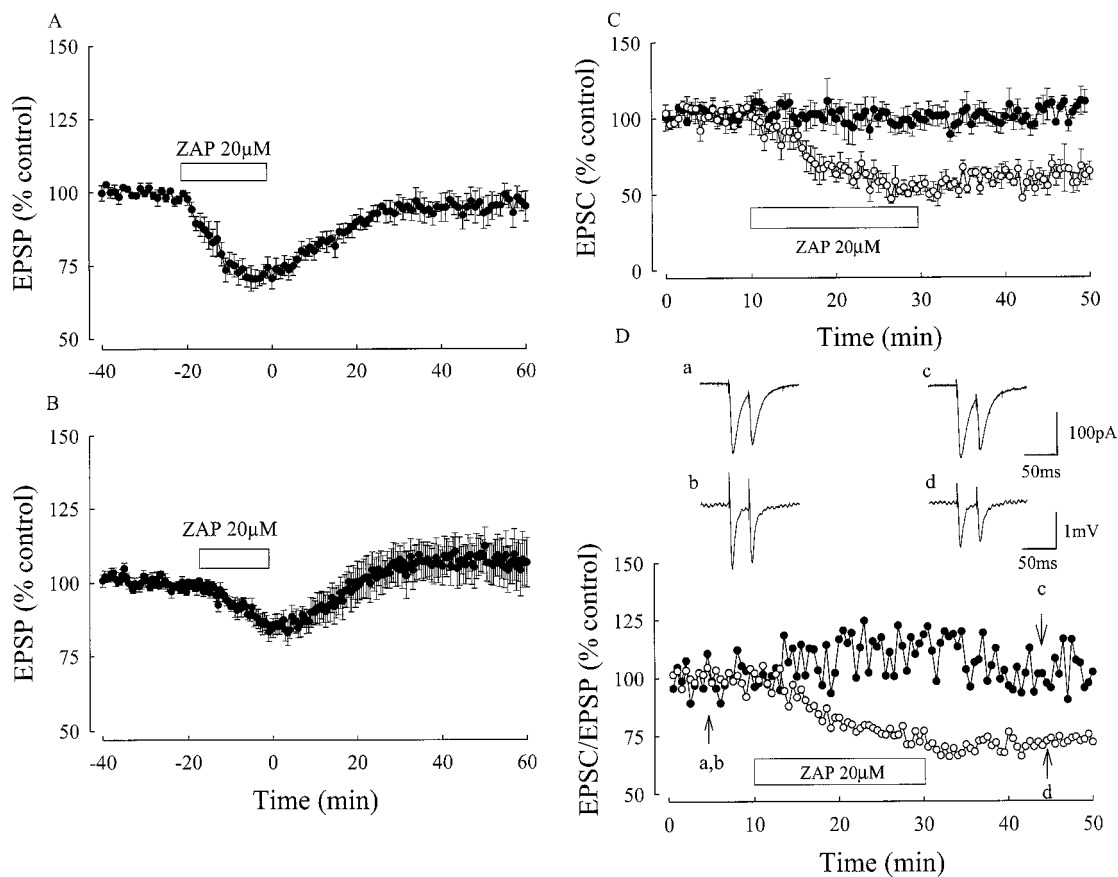 A
150
125
100
75
50
EPSP (% control)
ZAP 20µM
-40
-20
0
20
40
60
B
150
125
100
75
50
EPSP (% control)
ZAP 20µM
-40
-20
0
20
40
60
Time (min)
C
150
100
50
0
EPSC (% control)
ZAP 20µM
0
10
20
30
40
50
Time (min)
D
a
c
100pA
50ms
b
d
1mV
50ms
150
125
100
75
50
EPSC/EPSP (% control)
c
a,b
ZAP 20µM
d
0
10
20
30
40
50
Time (min)